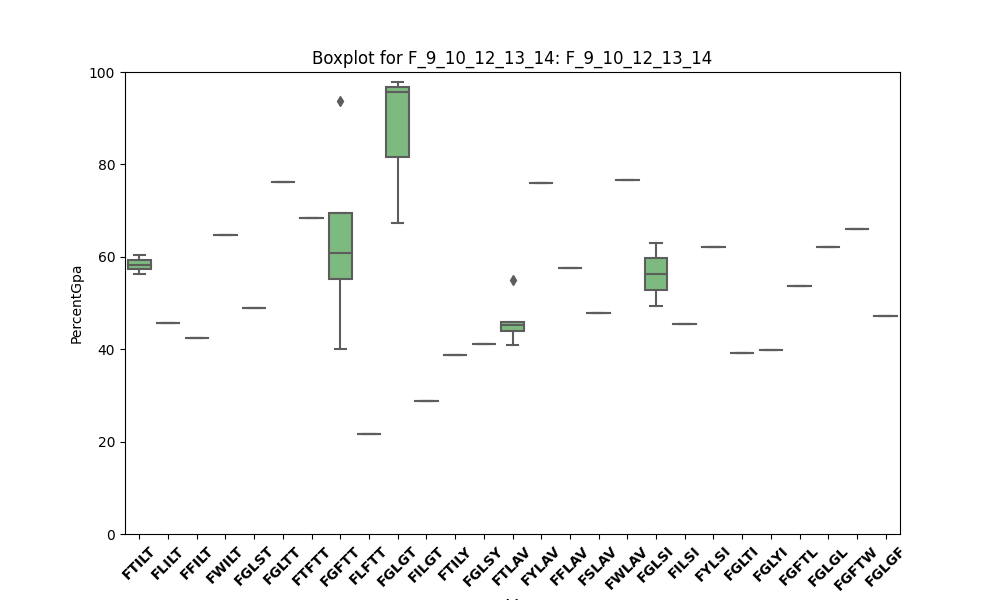 Boxplot for F_9_10_12_13_14: F_9_10_12_13_14
100
80
60
40
20
0
PercentGpa
FTILT
FLILT
FFILT
FWILT
FGLST
FGLTT
FTFTT
FGFTT
FLFTT
FGLGT
FILGT
FTILY
FGLSY
FTLAV
FYLAV
FFLAV
FSLAV
FWLAV
FGLSI
FILSI
FYLSI
FGLTI
FGLYI
FGFTL
FGLGL
FGFTW
FGLGF